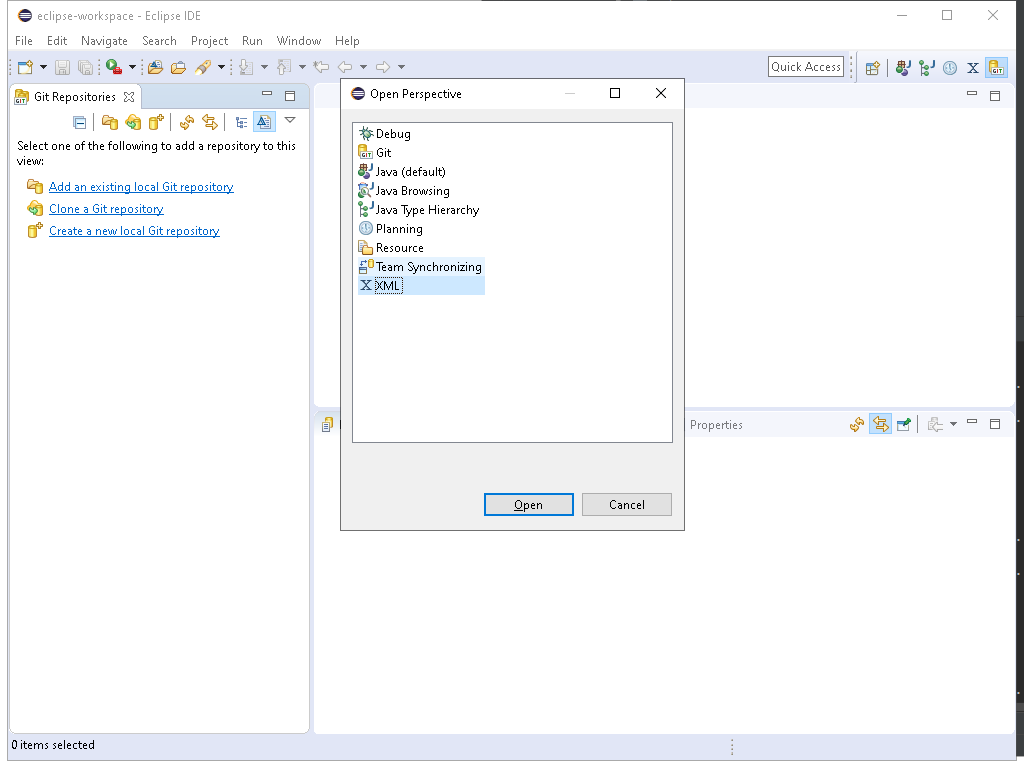 eclipse-workspace - Eclipse IDE
File Edit Navigate Search Project Run Window Help
Quick Access
X
GIT
GIT Git Repositories
Select one of the following to add a repository to this
view:
Add an existing local Git repository
Clone a Git repository
Create a new local Git repository
Open Perspective
Debug
GIT Git
Java (default)
Java Browsing
Java Type Hierarchy
Planning
Resource
Team Synchronizing
X XML
Open Cancel
Properties
0 items selected